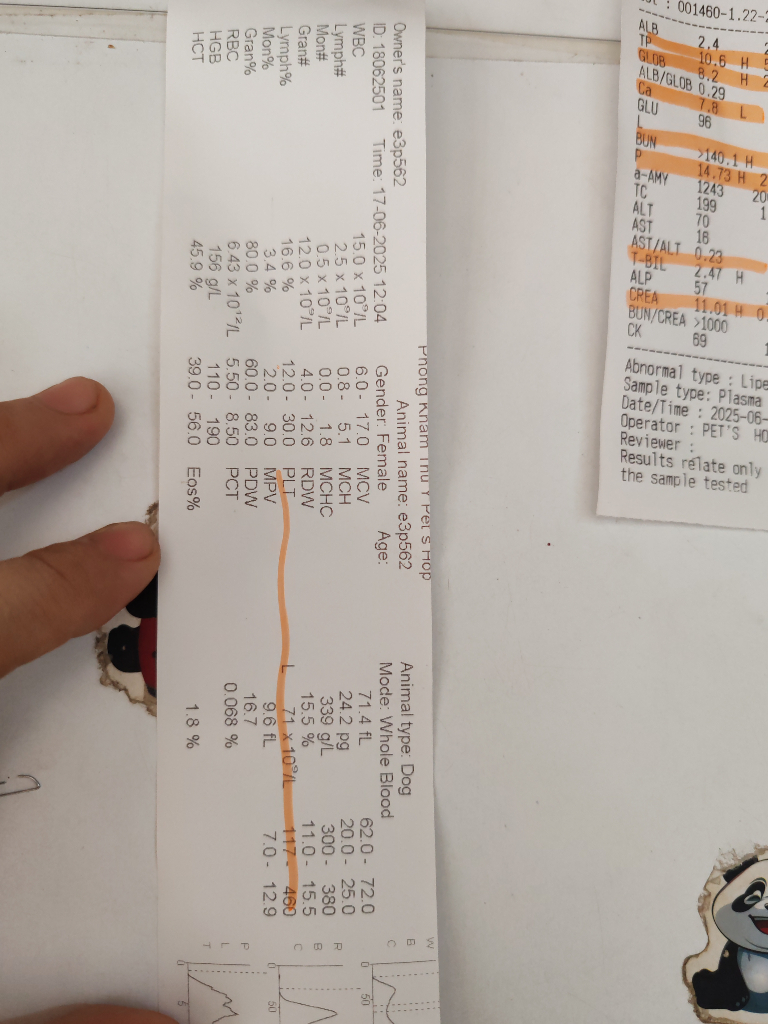 Phòng Khám Thú Y Pet's Hop
Owner's name: e3p562 Animal name: e3p562 Animal type: Dog
ID: 18062501 Time: 17-06-2025 12:04 Gender: Female Age: Mode: Whole Blood
WBC 15.0 x 10⁹/L 6.0 - 17.0 MCV 71.4 fL 62.0 - 72.0
Lymph# 2.5 x 10⁹/L 0.8 - 5.1 MCH 24.2 pg 20.0 - 25.0
Mon# 0.5 x 10⁹/L 0.0 - 1.8 MCHC 339 g/L 300 - 380
Gran# 12.0 x 10⁹/L 4.0 - 12.6 RDW 15.5 % 11.0 - 15.5
Lymph% 16.6 % 12.0 - 30.0 PLT L 71 x 10⁹/L 117 - 460
Mon% 3.4 % 2.0 - 9.0 MPV 9.6 fL 7.0 - 12.9
Gran% 80.0 % 60.0 - 83.0 PDW 16.7
RBC 6.43 x 10¹²/L 5.50 - 8.50 PCT 0.068 %
HGB 156 g/L 110 - 190
HCT 45.9 % 39.0 - 56.0 Eos% 1.8 %
W
B
C
R
B
C
P
L
T
0 50
0 50
0 5
: 001460-1.22-2
ALB 2.4
TP 10.6 H
GLOB 8.2 H
ALB/GLOB 0.29
Ca 7.8 L
GLU 96
L
BUN >140.1 H
P 14.73 H
a-AMY 1243
TC 199
ALT 70
AST 16
AST/ALT 0.23
T-BIL 2.47 H
ALP 57
CREA 11.01 H
BUN/CREA >1000
CK 69
Abnormal type : Lipe
Sample type: Plasma
Date/Time : 2025-06-
Operator : PET'S HO
Reviewer :
Results relate only
the sample tested